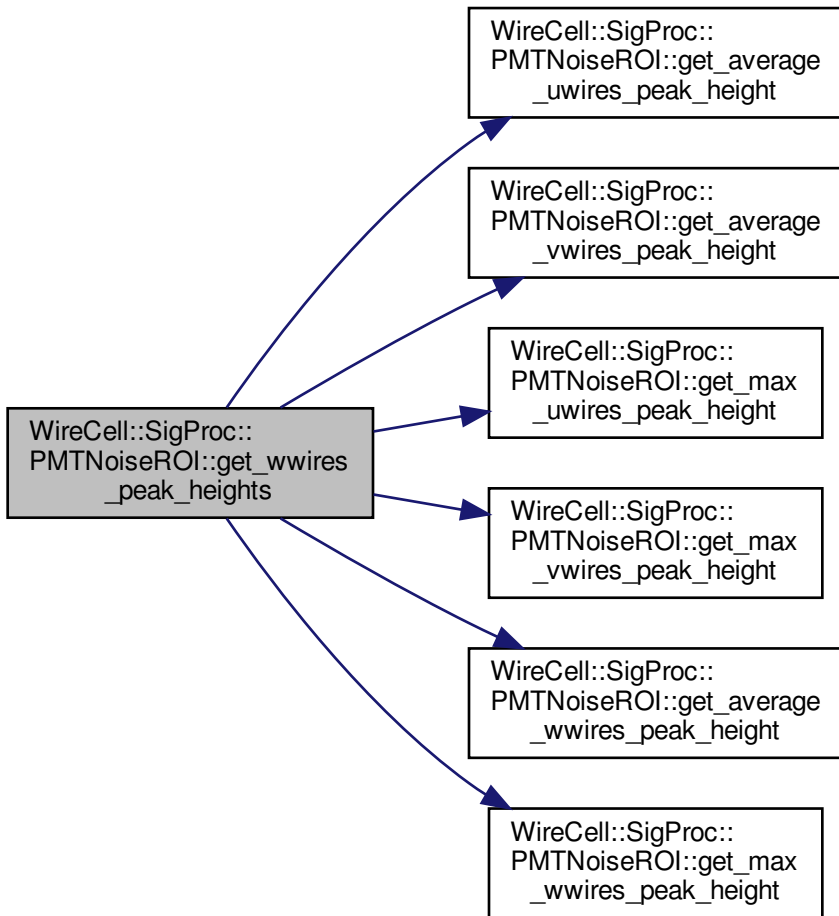 WireCell::SigProc::
PMTNoiseROI::get_average
_uwires_peak_height
WireCell::SigProc::
PMTNoiseROI::get_average
_vwires_peak_height
WireCell::SigProc::
PMTNoiseROI::get_max
_uwires_peak_height
WireCell::SigProc::
PMTNoiseROI::get_wwires
_peak_heights
WireCell::SigProc::
PMTNoiseROI::get_max
_vwires_peak_height
WireCell::SigProc::
PMTNoiseROI::get_average
_wwires_peak_height
WireCell::SigProc::
PMTNoiseROI::get_max
_wwires_peak_height